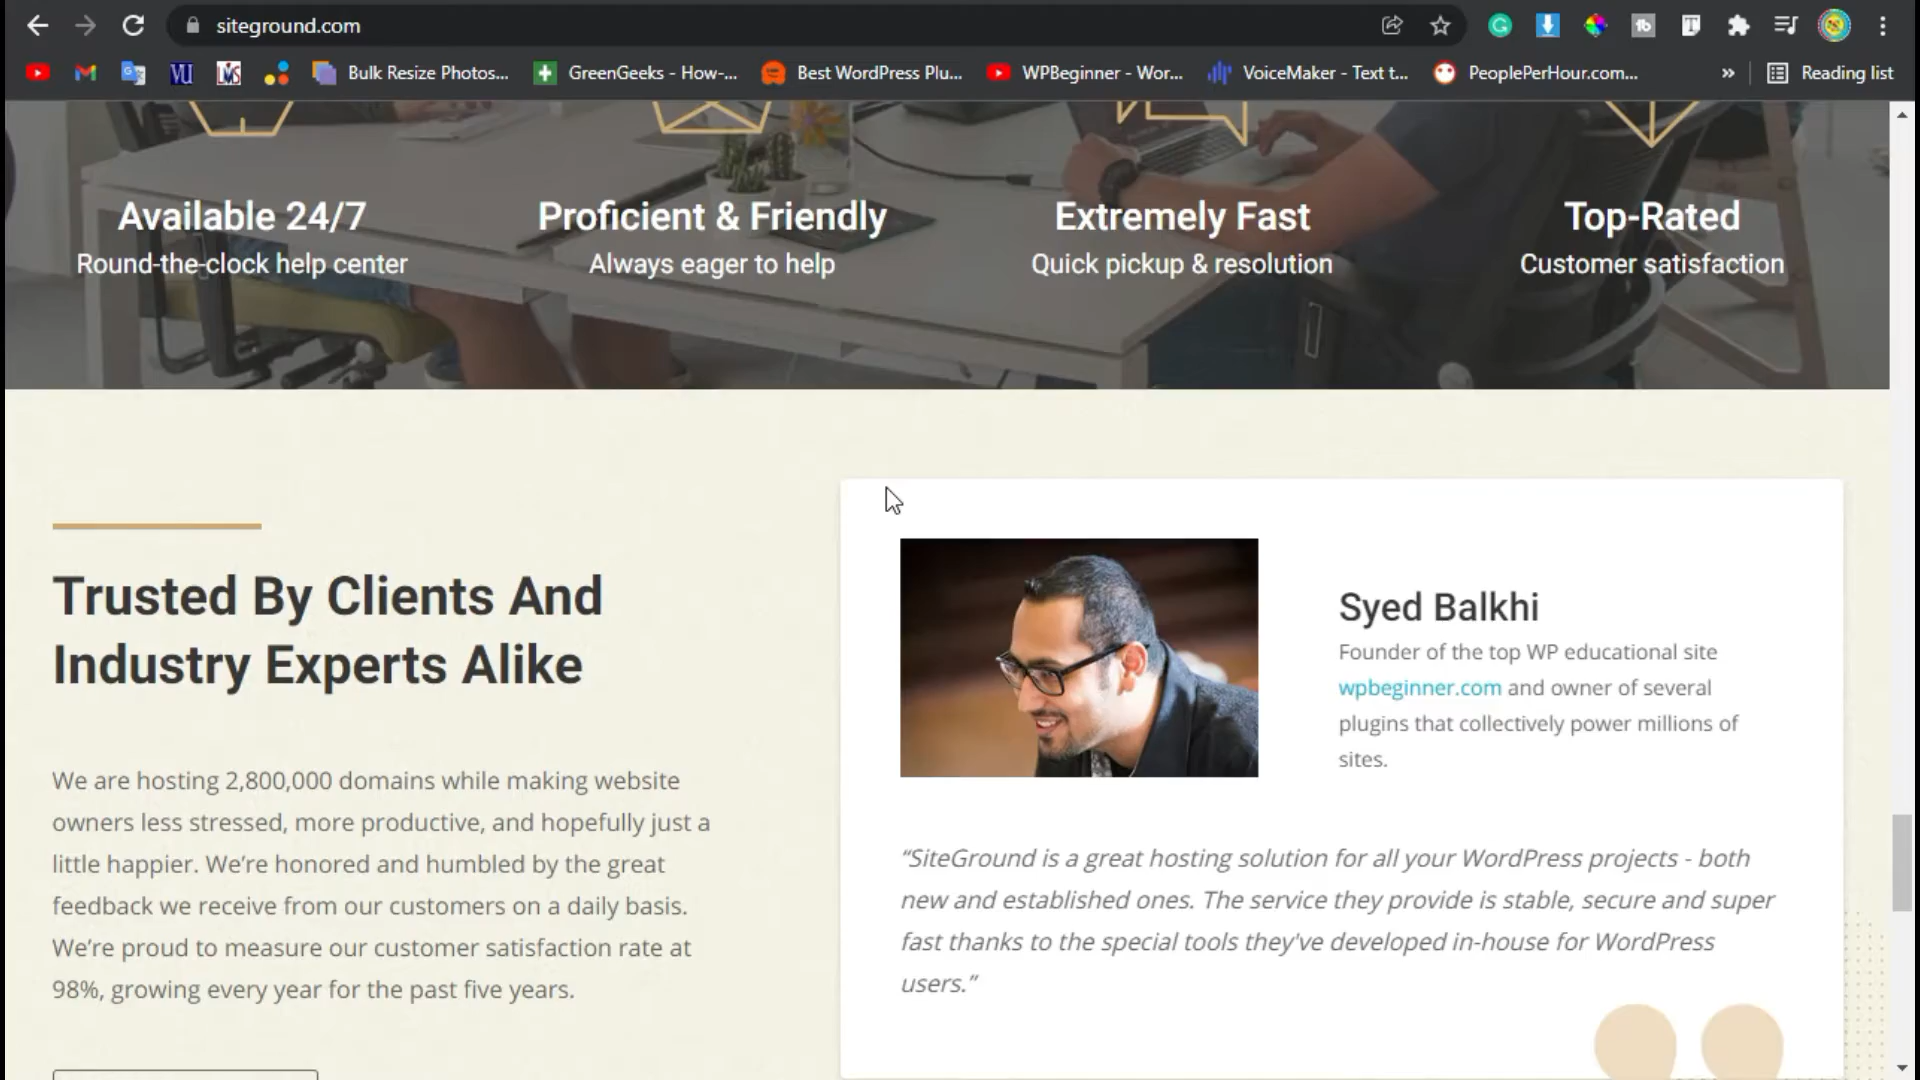 siteground.com
Bulk Resize Photos... GreenGeeks - How-... Best WordPress Plu... WPBeginner - Wor... VoiceMaker - Text t... PeoplePerHour.com... » Reading list
Available 24/7
Round-the-clock help center
Proficient & Friendly
Always eager to help
Extremely Fast
Quick pickup & resolution
Top-Rated
Customer satisfaction
Trusted By Clients And
Industry Experts Alike
We are hosting 2,800,000 domains while making website
owners less stressed, more productive, and hopefully just a
little happier. We’re honored and humbled by the great
feedback we receive from our customers on a daily basis.
We’re proud to measure our customer satisfaction rate at
98%, growing every year for the past five years.
Syed Balkhi
Founder of the top WP educational site
wpbeginner.com and owner of several
plugins that collectively power millions of
sites.
“SiteGround is a great hosting solution for all your WordPress projects - both
new and established ones. The service they provide is stable, secure and super
fast thanks to the special tools they've developed in-house for WordPress
users.”